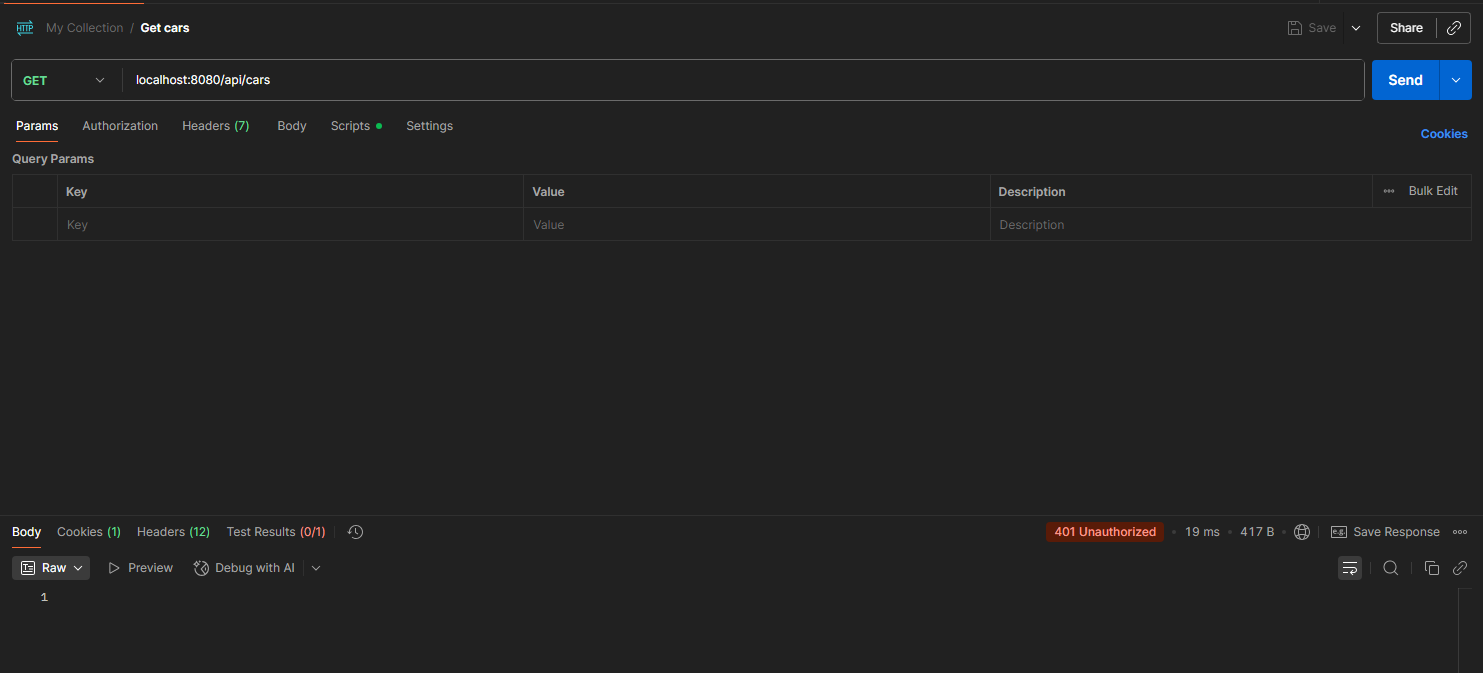 HTTP My Collection / Get cars Save Share
GET localhost:8080/api/cars Send
Params Authorization Headers (7) Body Scripts Settings Cookies
Query Params
Key Value Description Bulk Edit
Key Value Description
Body Cookies (1) Headers (12) Test Results (0/1) 401 Unauthorized 19 ms 417 B e.g. Save Response
Raw Preview Debug with AI
1